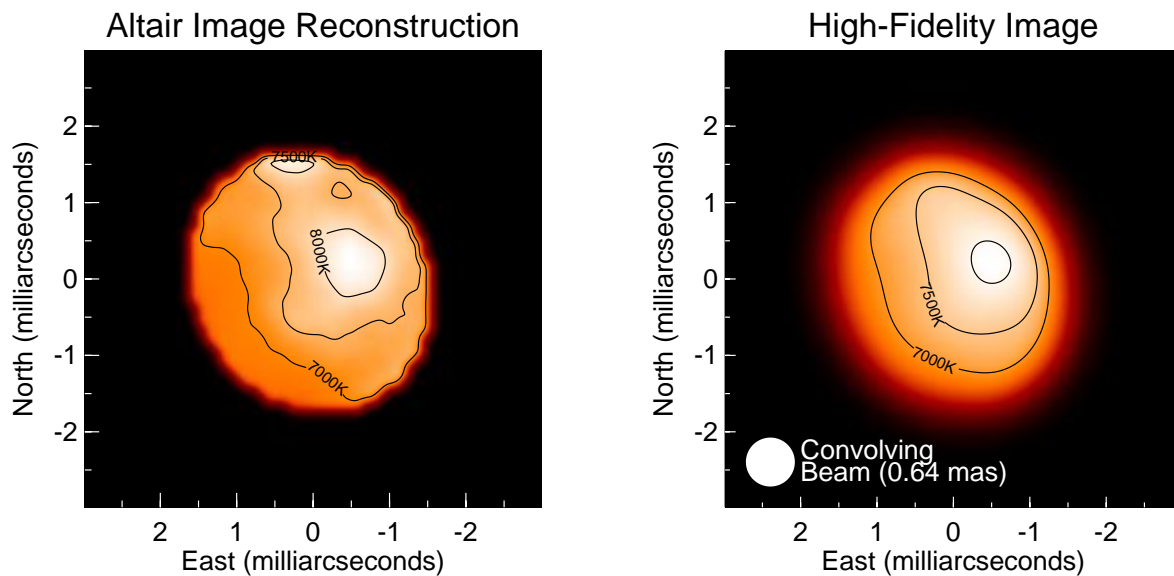 Altair Image Reconstruction
North (milliarcseconds)
2
1
0
-1
-2
7500K
8000K
7000K
2 1 0 -1 -2
East (milliarcseconds)
High-Fidelity Image
North (milliarcseconds)
2
1
0
-1
-2
7500K
7000K
Convolving
Beam (0.64 mas)
2 1 0 -1 -2
East (milliarcseconds)